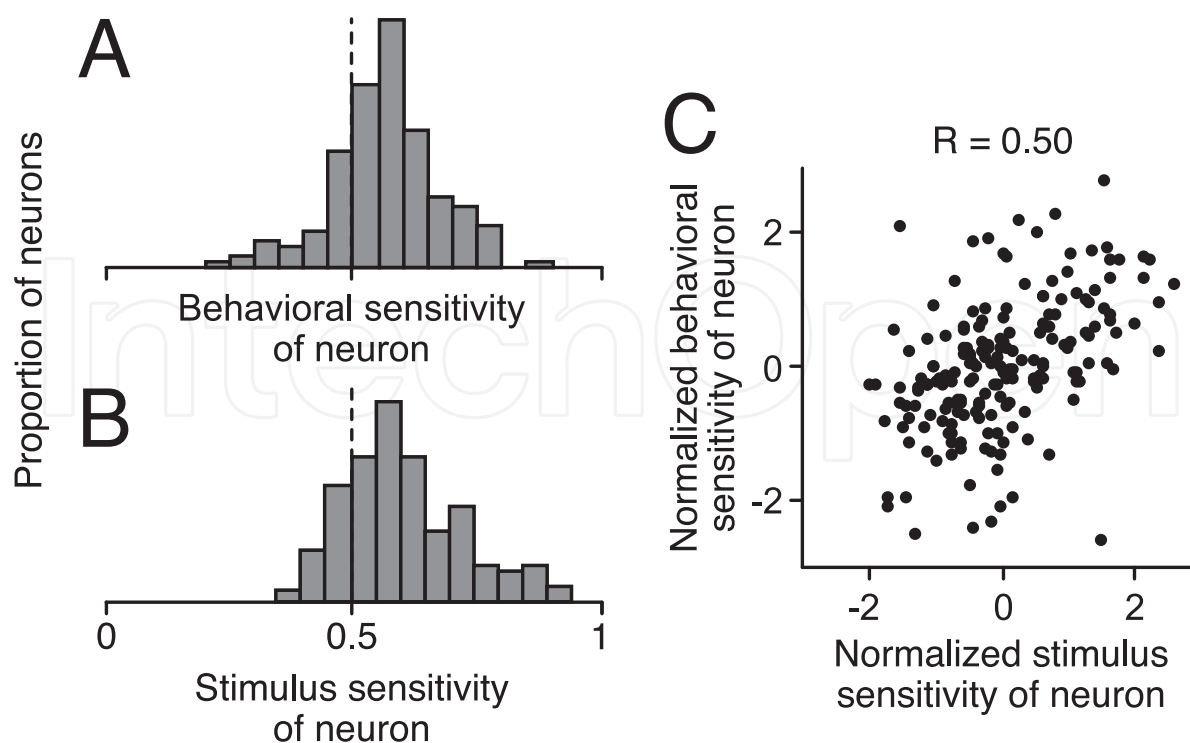 A
Proportion of neurons
Behavioral sensitivity
of neuron
B
0
0.5
1
Stimulus sensitivity
of neuron
C
R = 0.50
Normalized behavioral
sensitivity of neuron
2
0
-2
-2
0
2
Normalized stimulus
sensitivity of neuron
IntechOpen